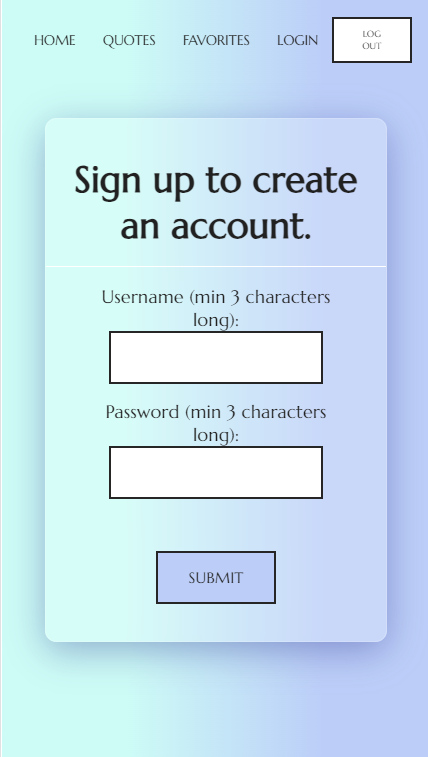 HOME QUOTES FAVORITES LOGIN LOG
OUT
Sign up to create
an account.
Username (min 3 characters
long):
Password (min 3 characters
long):
SUBMIT